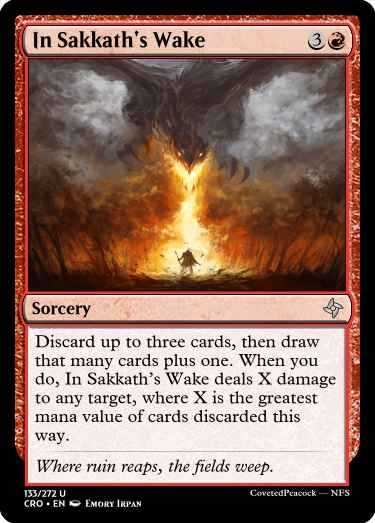 In Sakkath's Wake 3
Sorcery
Discard up to three cards, then draw
that many cards plus one. When you
do, In Sakkath's Wake deals X damage
to any target, where X is the greatest
mana value of cards discarded this
way.
Where ruin reaps, the fields weep.
133/272 U
CRO • EN Emory Irpan
CovetedPeacock — NFS